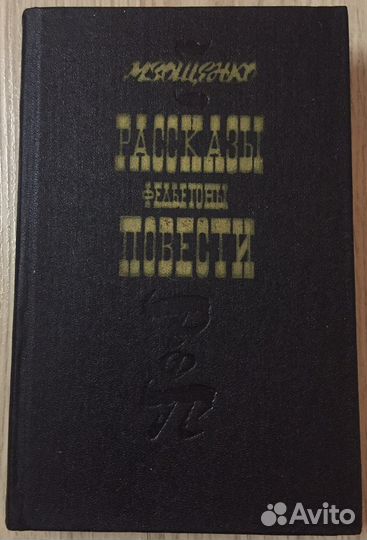 М. ЗОЩЕНКО
РАССКАЗЫ
ФЕЛЬЕТОНЫ
ПОВЕСТИ
Р
Ф
П
Avito